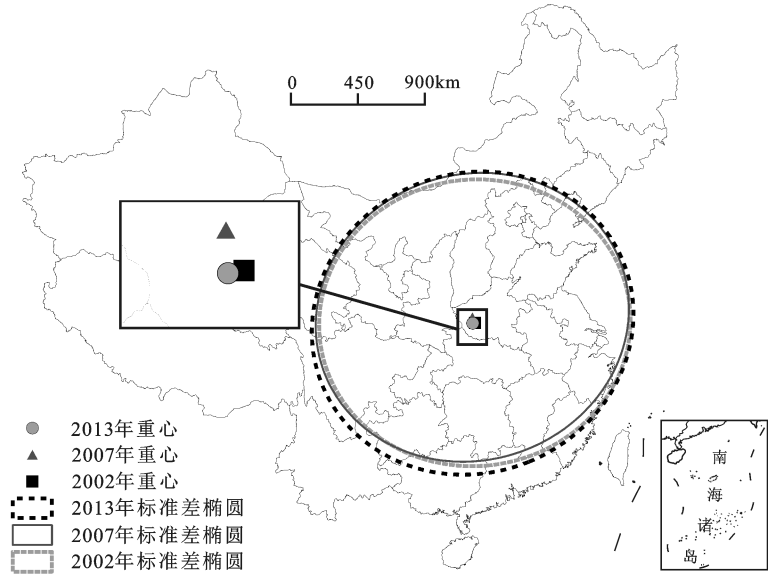 0 450 900km
2013年重心
2007年重心
2002年重心
2013年标准差椭圆
2007年标准差椭圆
2002年标准差椭圆
南
海
诸
岛